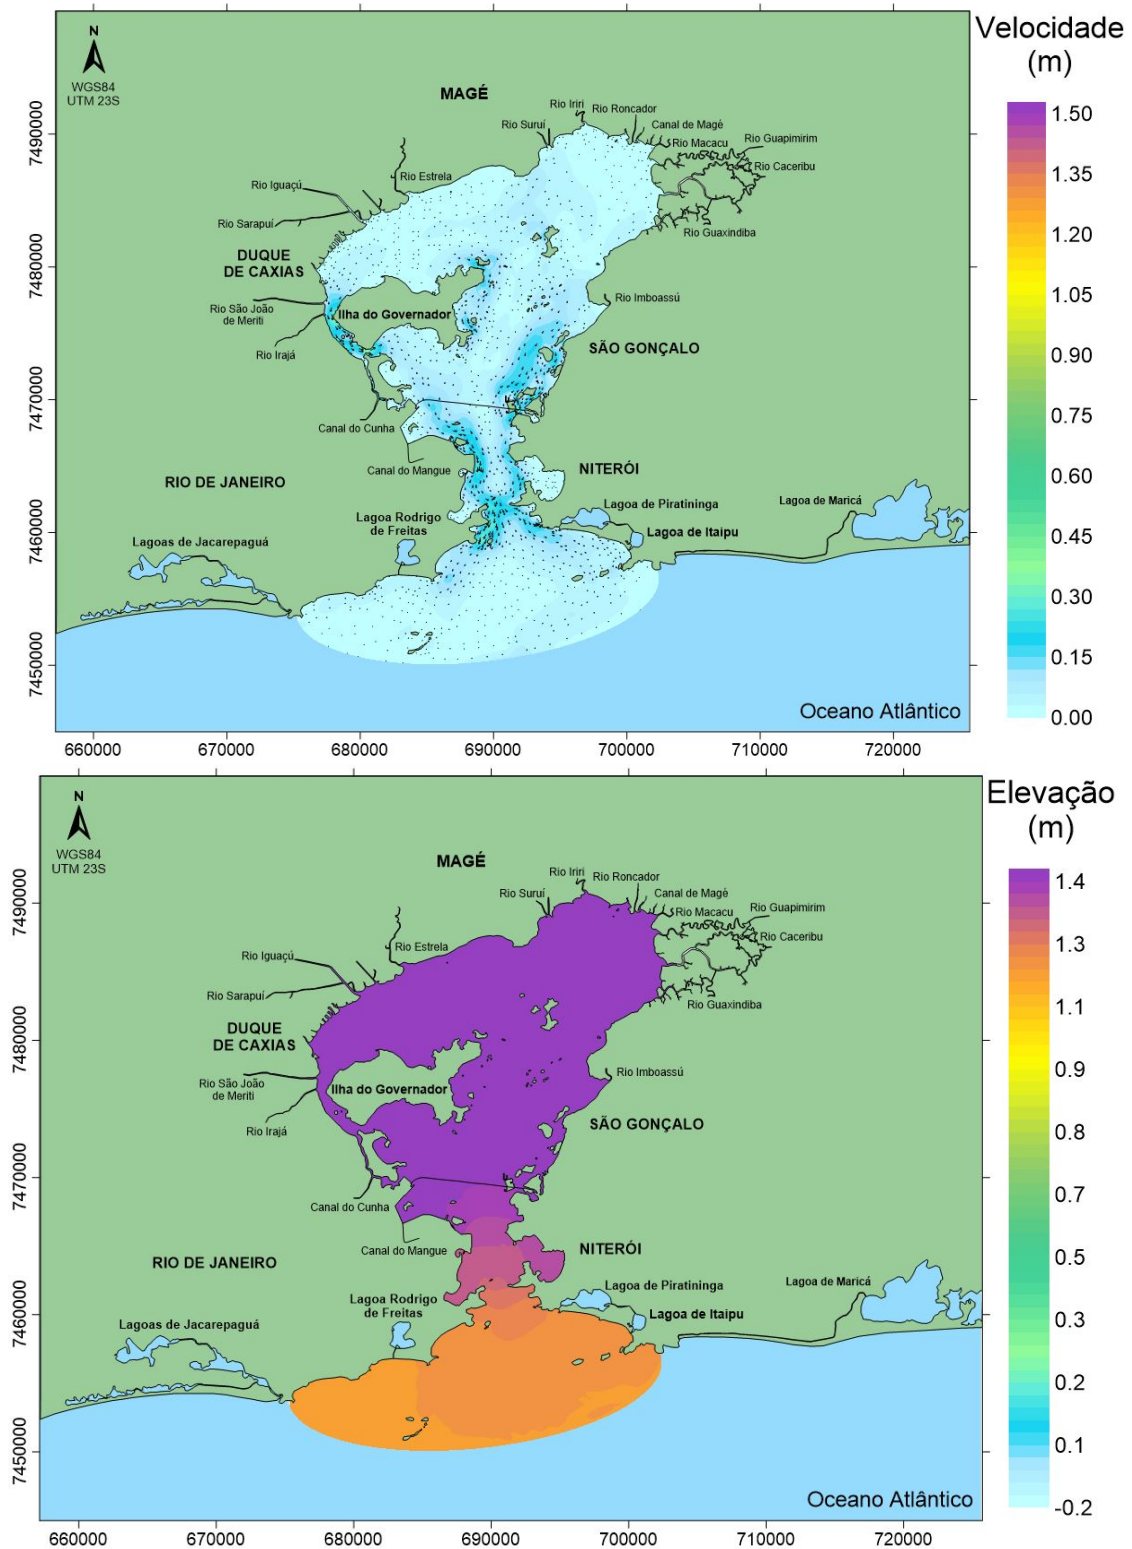 Velocidade
(m)
N
WGS84
UTM 23S
MAGÉ
Rio Iriri
Rio Roncador
Rio Suruí
Canal de Magé
Rio Macacu
Rio Guapimirim
Rio Caceribu
Rio Estrela
Rio Iguaçú
Rio Sarapuí
Rio Guaxindiba
DUQUE
DE CAXIAS
Rio São João
de Meriti
Ilha do Governador
Rio Imboassú
Rio Irajá
SÃO GONÇALO
Canal do Cunha
Canal do Mangue
RIO DE JANEIRO
NITERÓI
Lagoa de Piratininga
Lagoa de Maricá
Lagoa Rodrigo
de Freitas
Lagoa de Itaipu
Lagoas de Jacarepaguá
Oceano Atlântico
7490000
7480000
7470000
7460000
7450000
660000
670000
680000
690000
700000
710000
720000
1.50
1.35
1.20
1.05
0.90
0.75
0.60
0.45
0.30
0.15
0.00
Elevação
(m)
N
WGS84
UTM 23S
MAGÉ
Rio Iriri
Rio Roncador
Rio Suruí
Canal de Magé
Rio Macacu
Rio Guapimirim
Rio Caceribu
Rio Estrela
Rio Iguaçú
Rio Sarapuí
Rio Guaxindiba
DUQUE
DE CAXIAS
Rio São João
de Meriti
Ilha do Governador
Rio Imboassú
Rio Irajá
SÃO GONÇALO
Canal do Cunha
Canal do Mangue
RIO DE JANEIRO
NITERÓI
Lagoa de Piratininga
Lagoa de Maricá
Lagoa Rodrigo
de Freitas
Lagoa de Itaipu
Lagoas de Jacarepaguá
Oceano Atlântico
7490000
7480000
7470000
7460000
7450000
660000
670000
680000
690000
700000
710000
720000
1.4
1.3
1.1
1.0
0.9
0.8
0.7
0.5
0.4
0.2
0.1
-0.2